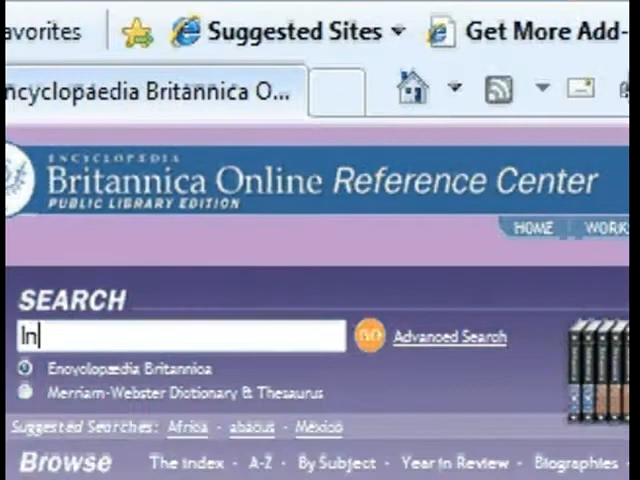 avorites Suggested Sites Get More Add-
ncyclopaedia Britannica O...
ENCYCLOPÆDIA
Britannica Online Reference Center
PUBLIC LIBRARY EDITION
HOME WORK
SEARCH
In GO Advanced Search
Encyclopædia Britannica
Merriam-Webster Dictionary & Thesaurus
Suggested Searches: Africa - abacus - México
Browse The Index - A-Z - By Subject - Year in Review - Biographies -